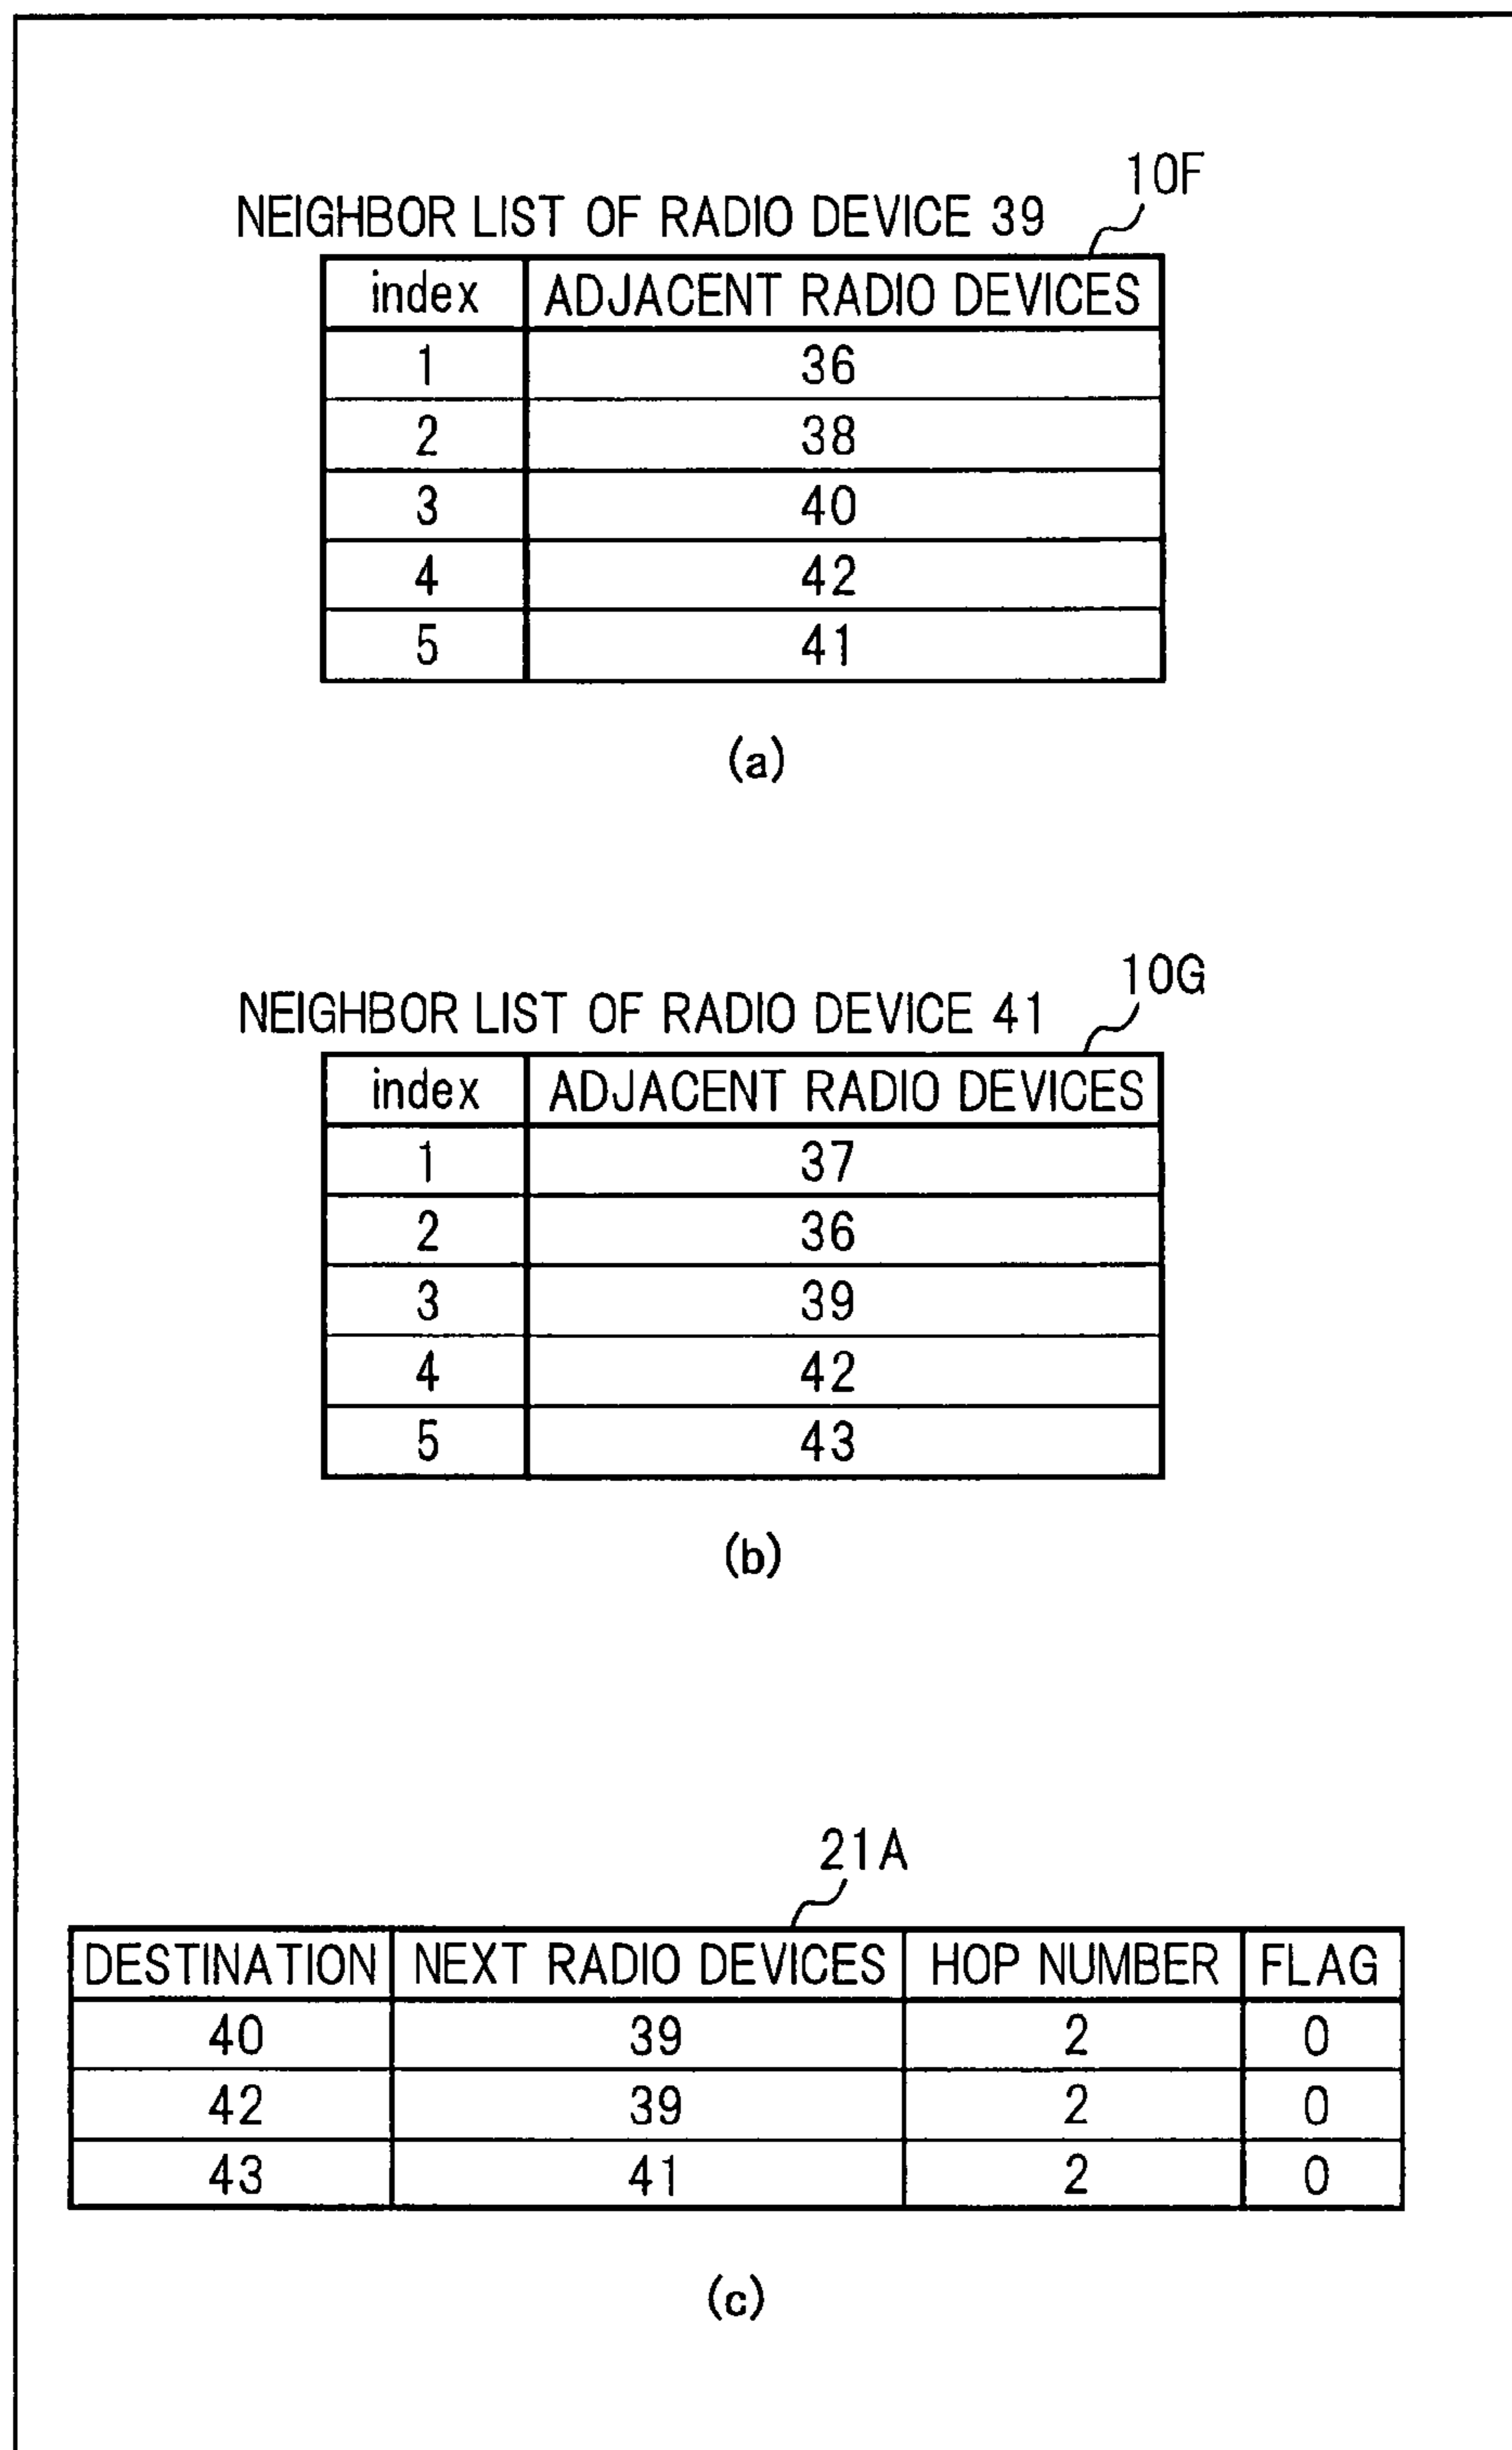 10F
NEIGHBOR LIST OF RADIO DEVICE 39
index ADJACENT RADIO DEVICES
1 36
2 38
3 40
4 42
5 41
(a)
10G
NEIGHBOR LIST OF RADIO DEVICE 41
index ADJACENT RADIO DEVICES
1 37
2 36
3 39
4 42
5 43
(b)
21A
DESTINATION NEXT RADIO DEVICES HOP NUMBER FLAG
40 39 2 0
42 39 2 0
43 41 2 0
(c)